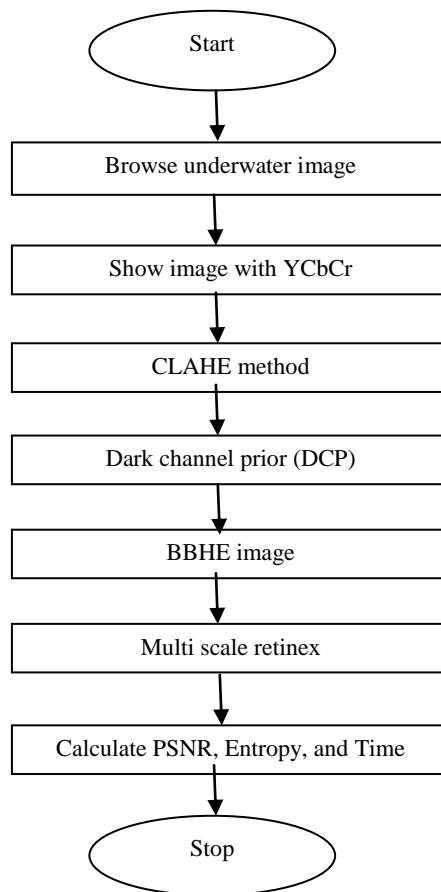 Start
Browse underwater image
Show image with YCbCr
CLAHE method
Dark channel prior (DCP)
BBHE image
Multi scale retinex
Calculate PSNR, Entropy, and Time
Stop